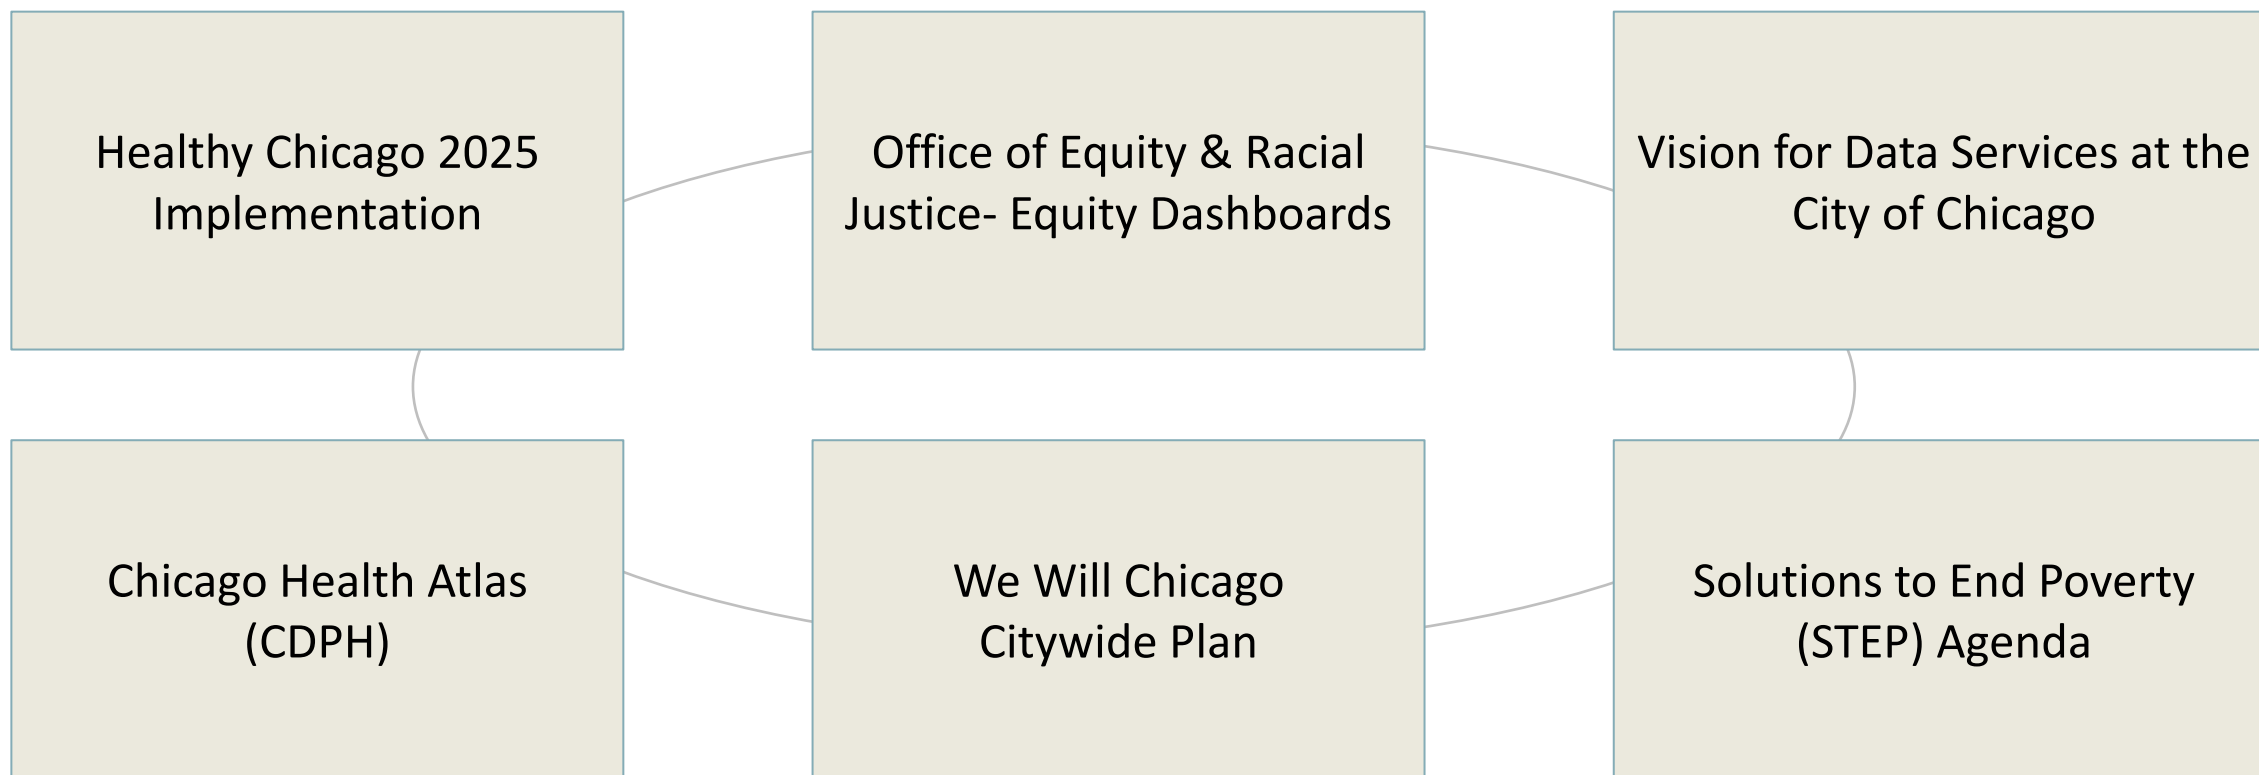 Healthy Chicago 2025
Implementation
Office of Equity & Racial
Justice- Equity Dashboards
Vision for Data Services at the
City of Chicago
Chicago Health Atlas
(CDPH)
We Will Chicago
Citywide Plan
Solutions to End Poverty
(STEP) Agenda